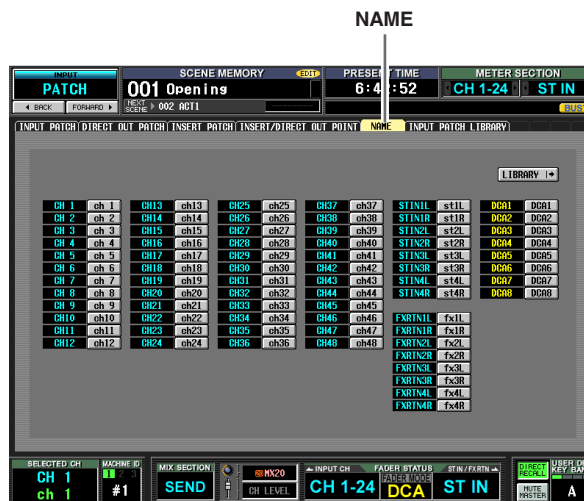 NAME
INPUT
PATCH
BACK
FORWARD
SCENE MEMORY
EDIT
001 Opening
NEXT SCENE 002 ACT1
PRESENT TIME
METER SECTION
CH 1-24
ST IN
BUS
INPUT PATCH
DIRECT OUT PATCH
INSERT PATCH
INSERT/DIRECT OUT POINT
NAME
INPUT PATCH LIBRARY
LIBRARY
CH 1 ch 1 CH13 ch13 CH25 ch25 CH37 ch37 STIN1L st1L DCA1 DCA1
CH 2 ch 2 CH14 ch14 CH26 ch26 CH38 ch38 STIN1R st1R DCA2 DCA2
CH 3 ch 3 CH15 ch15 CH27 ch27 CH39 ch39 STIN2L st2L DCA3 DCA3
CH 4 ch 4 CH16 ch16 CH28 ch28 CH40 ch40 STIN2R st2R DCA4 DCA4
CH 5 ch 5 CH17 ch17 CH29 ch29 CH41 ch41 STIN3L st3L DCA5 DCA5
CH 6 ch 6 CH18 ch18 CH30 ch30 CH42 ch42 STIN3R st3R DCA6 DCA6
CH 7 ch 7 CH19 ch19 CH31 ch31 CH43 ch43 STIN4L st4L DCA7 DCA7
CH 8 ch 8 CH20 ch20 CH32 ch32 CH44 ch44 STIN4R st4R DCA8 DCA8
CH 9 ch 9 CH21 ch21 CH33 ch33 CH45 ch45
CH10 ch10 CH22 ch22 CH34 ch34 CH46 ch46 FXRTN1L fx1L
CH11 ch11 CH23 ch23 CH35 ch35 CH47 ch47 FXRTN1R fx1R
CH12 ch12 CH24 ch24 CH36 ch36 CH48 ch48 FXRTN2L fx2L
FXRTN2R fx2R
FXRTN3L fx3L
FXRTN3R fx3R
FXRTN4L fx4L
FXRTN4R fx4R
SELECTED CH
CH 1
ch 1
MACHINE ID
1 2 3
#1
MIX SECTION
SEND
MX20
CH LEVEL
INPUT CH
FADER STATUS
ST IN / FXRTN
CH 1-24
FADER MODE
DCA
ST IN
DIRECT RECALL
MUTE MASTER
A